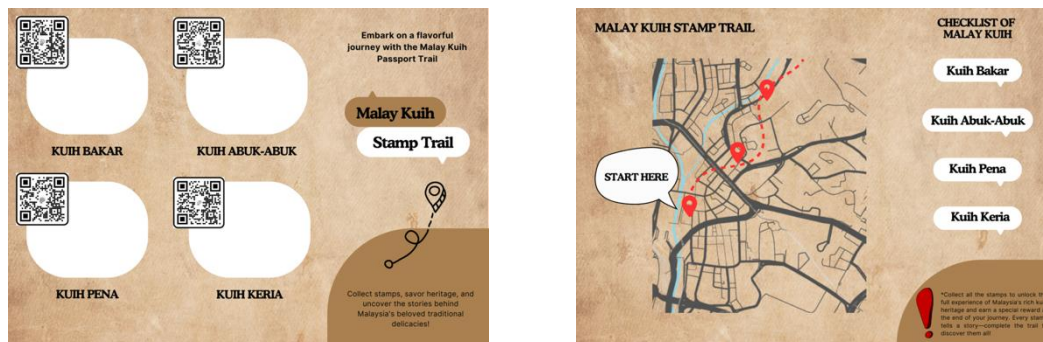 Embark on a flavorful
journey with the Malay Kuih
Passport Trail
Malay Kuih
Stamp Trail
KUIH BAKAR
KUIH ABUK-ABUK
KUIH PENA
KUIH KERIA
Collect stamps, savor heritage, and
uncover the stories behind
Malaysia's beloved traditional
delicacies!
MALAY KUIH STAMP TRAIL
START HERE
CHECKLIST OF
MALAY KUIH
Kuih Bakar
Kuih Abuk-Abuk
Kuih Pena
Kuih Keria
*Collect all the stamps to unlock
full experience of Malaysia's rich
heritage and earn a special reward
the end of your journey. Every
tells a story—complete the trail
discover them all!